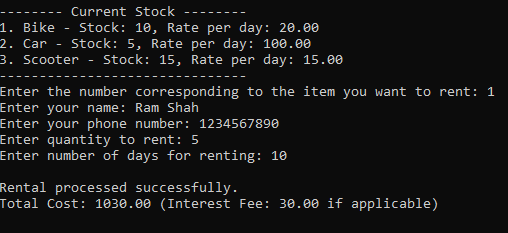 -------- Current Stock --------
1. Bike - Stock: 10, Rate per day: 20.00
2. Car - Stock: 5, Rate per day: 100.00
3. Scooter - Stock: 15, Rate per day: 15.00
-------------------------------
Enter the number corresponding to the item you want to rent: 1
Enter your name: Ram Shah
Enter your phone number: 1234567890
Enter quantity to rent: 5
Enter number of days for renting: 10
Rental processed successfully.
Total Cost: 1030.00 (Interest Fee: 30.00 if applicable)